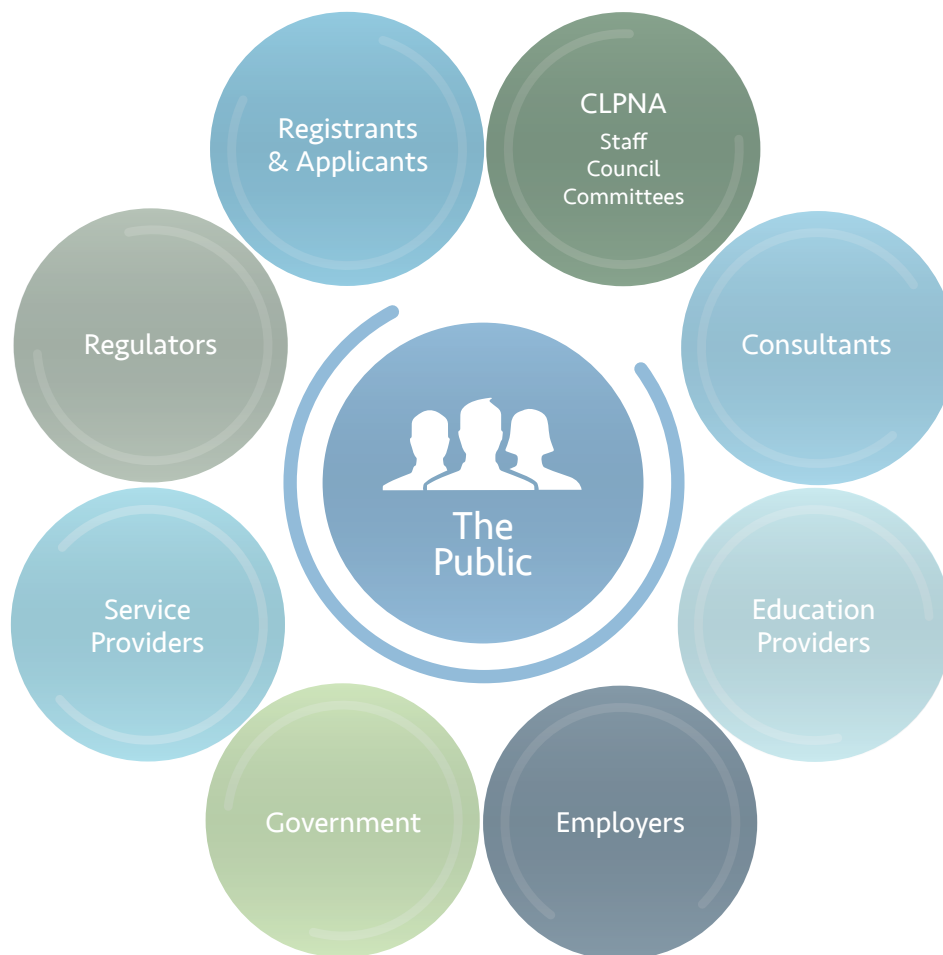 Registrants
& Applicants
CLPNA
Staff
Council
Committees
Regulators
Consultants
The
Public
Service
Providers
Education
Providers
Government
Employers